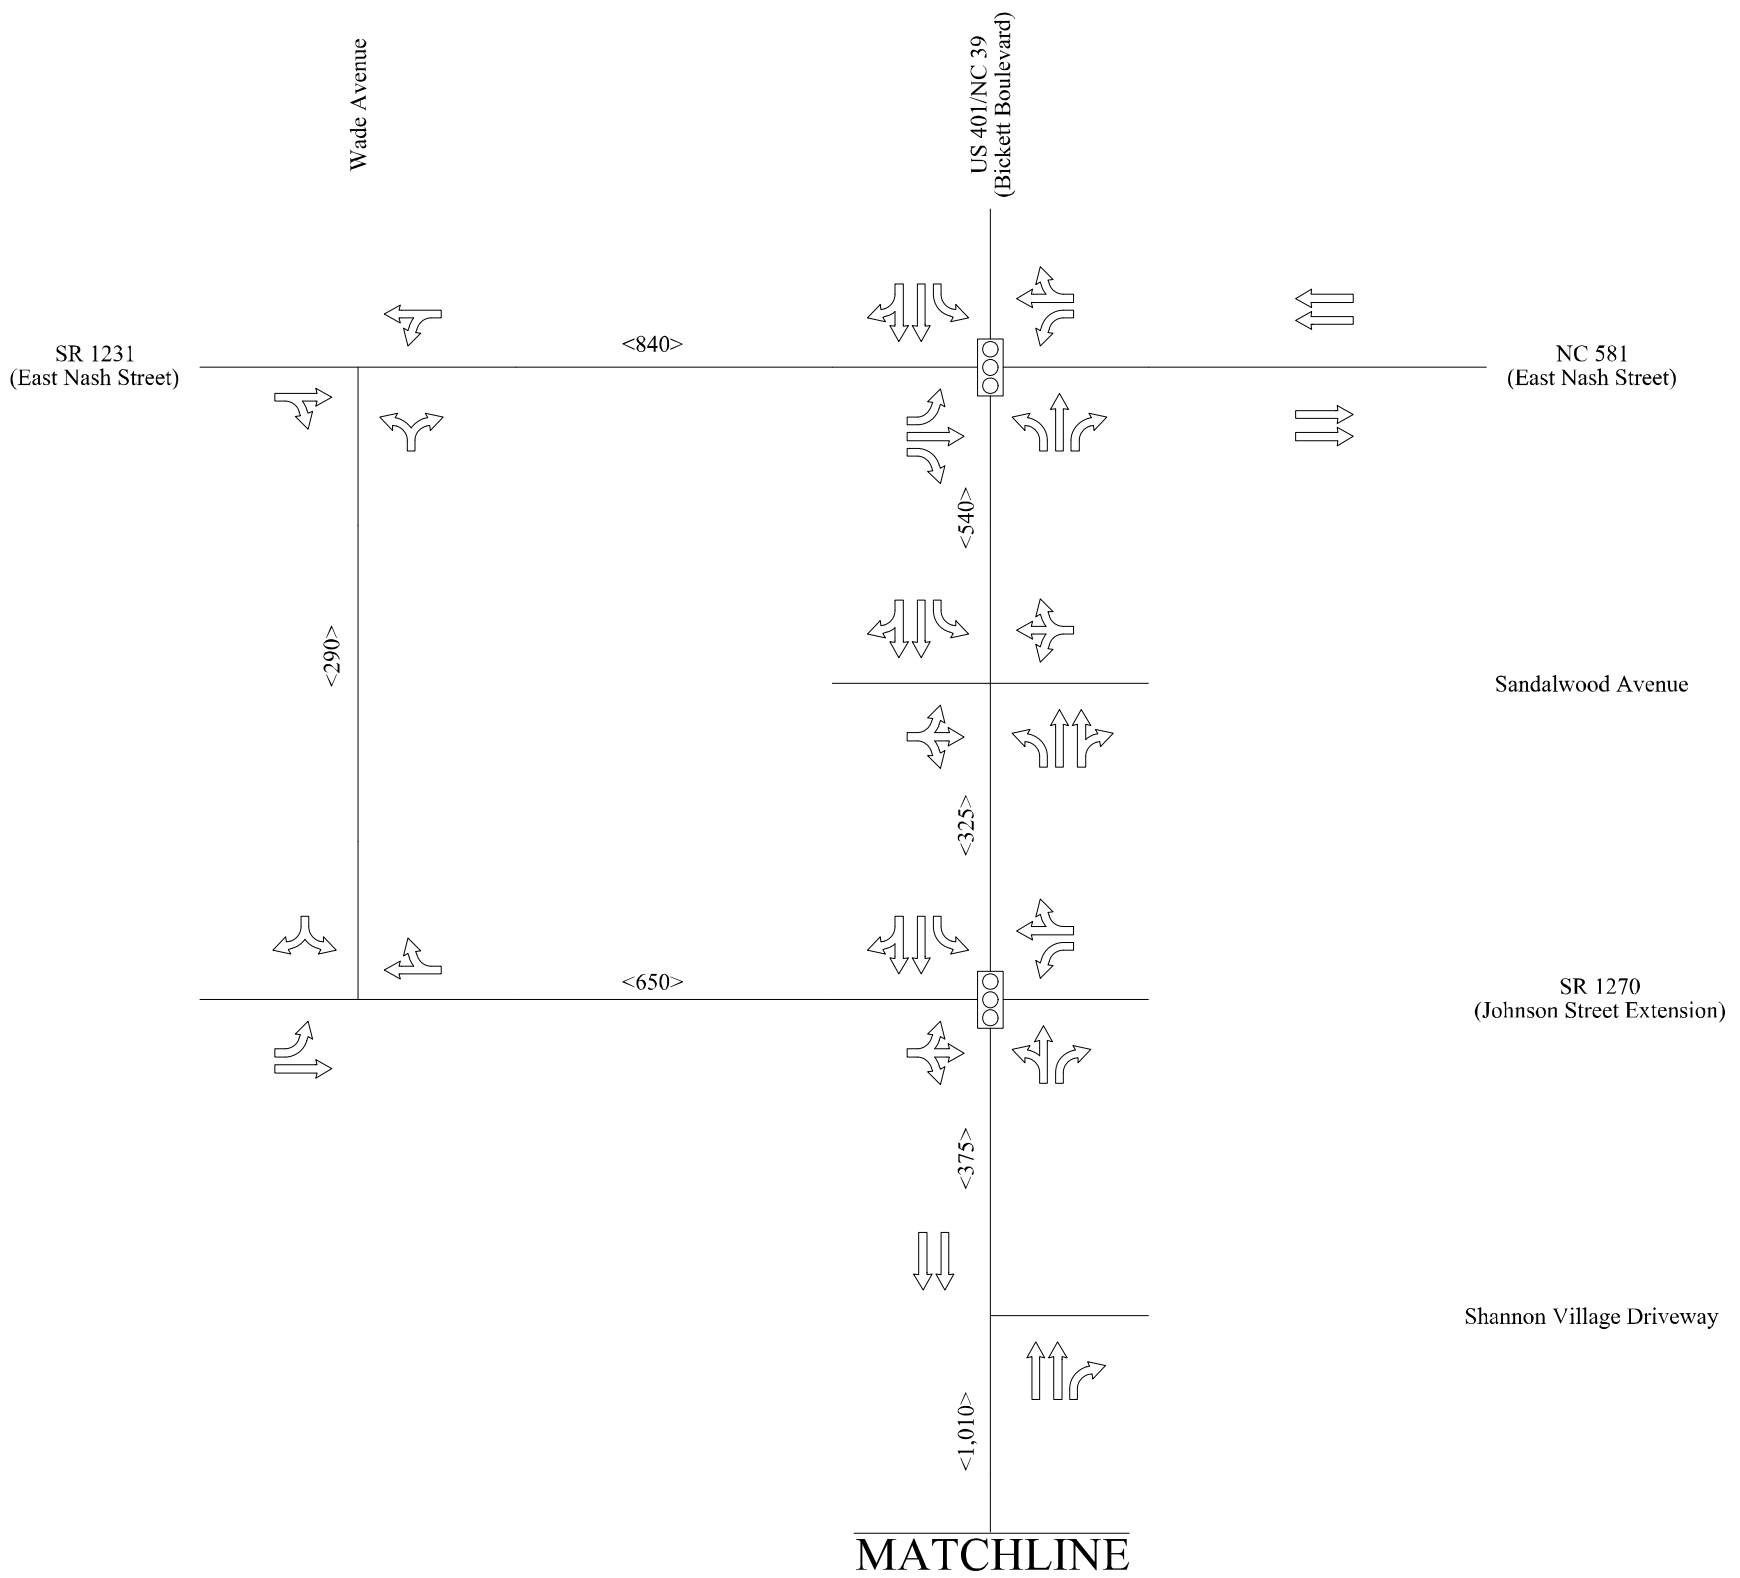 Wade Avenue
US 401/NC 39
(Bickett Boulevard)
<840>
SR 1231
(East Nash Street)
NC 581
(East Nash Street)
<540>
<290>
Sandalwood Avenue
<325>
<650>
SR 1270
(Johnson Street Extension)
<375>
Shannon Village Driveway
<1,010>
MATCHLINE